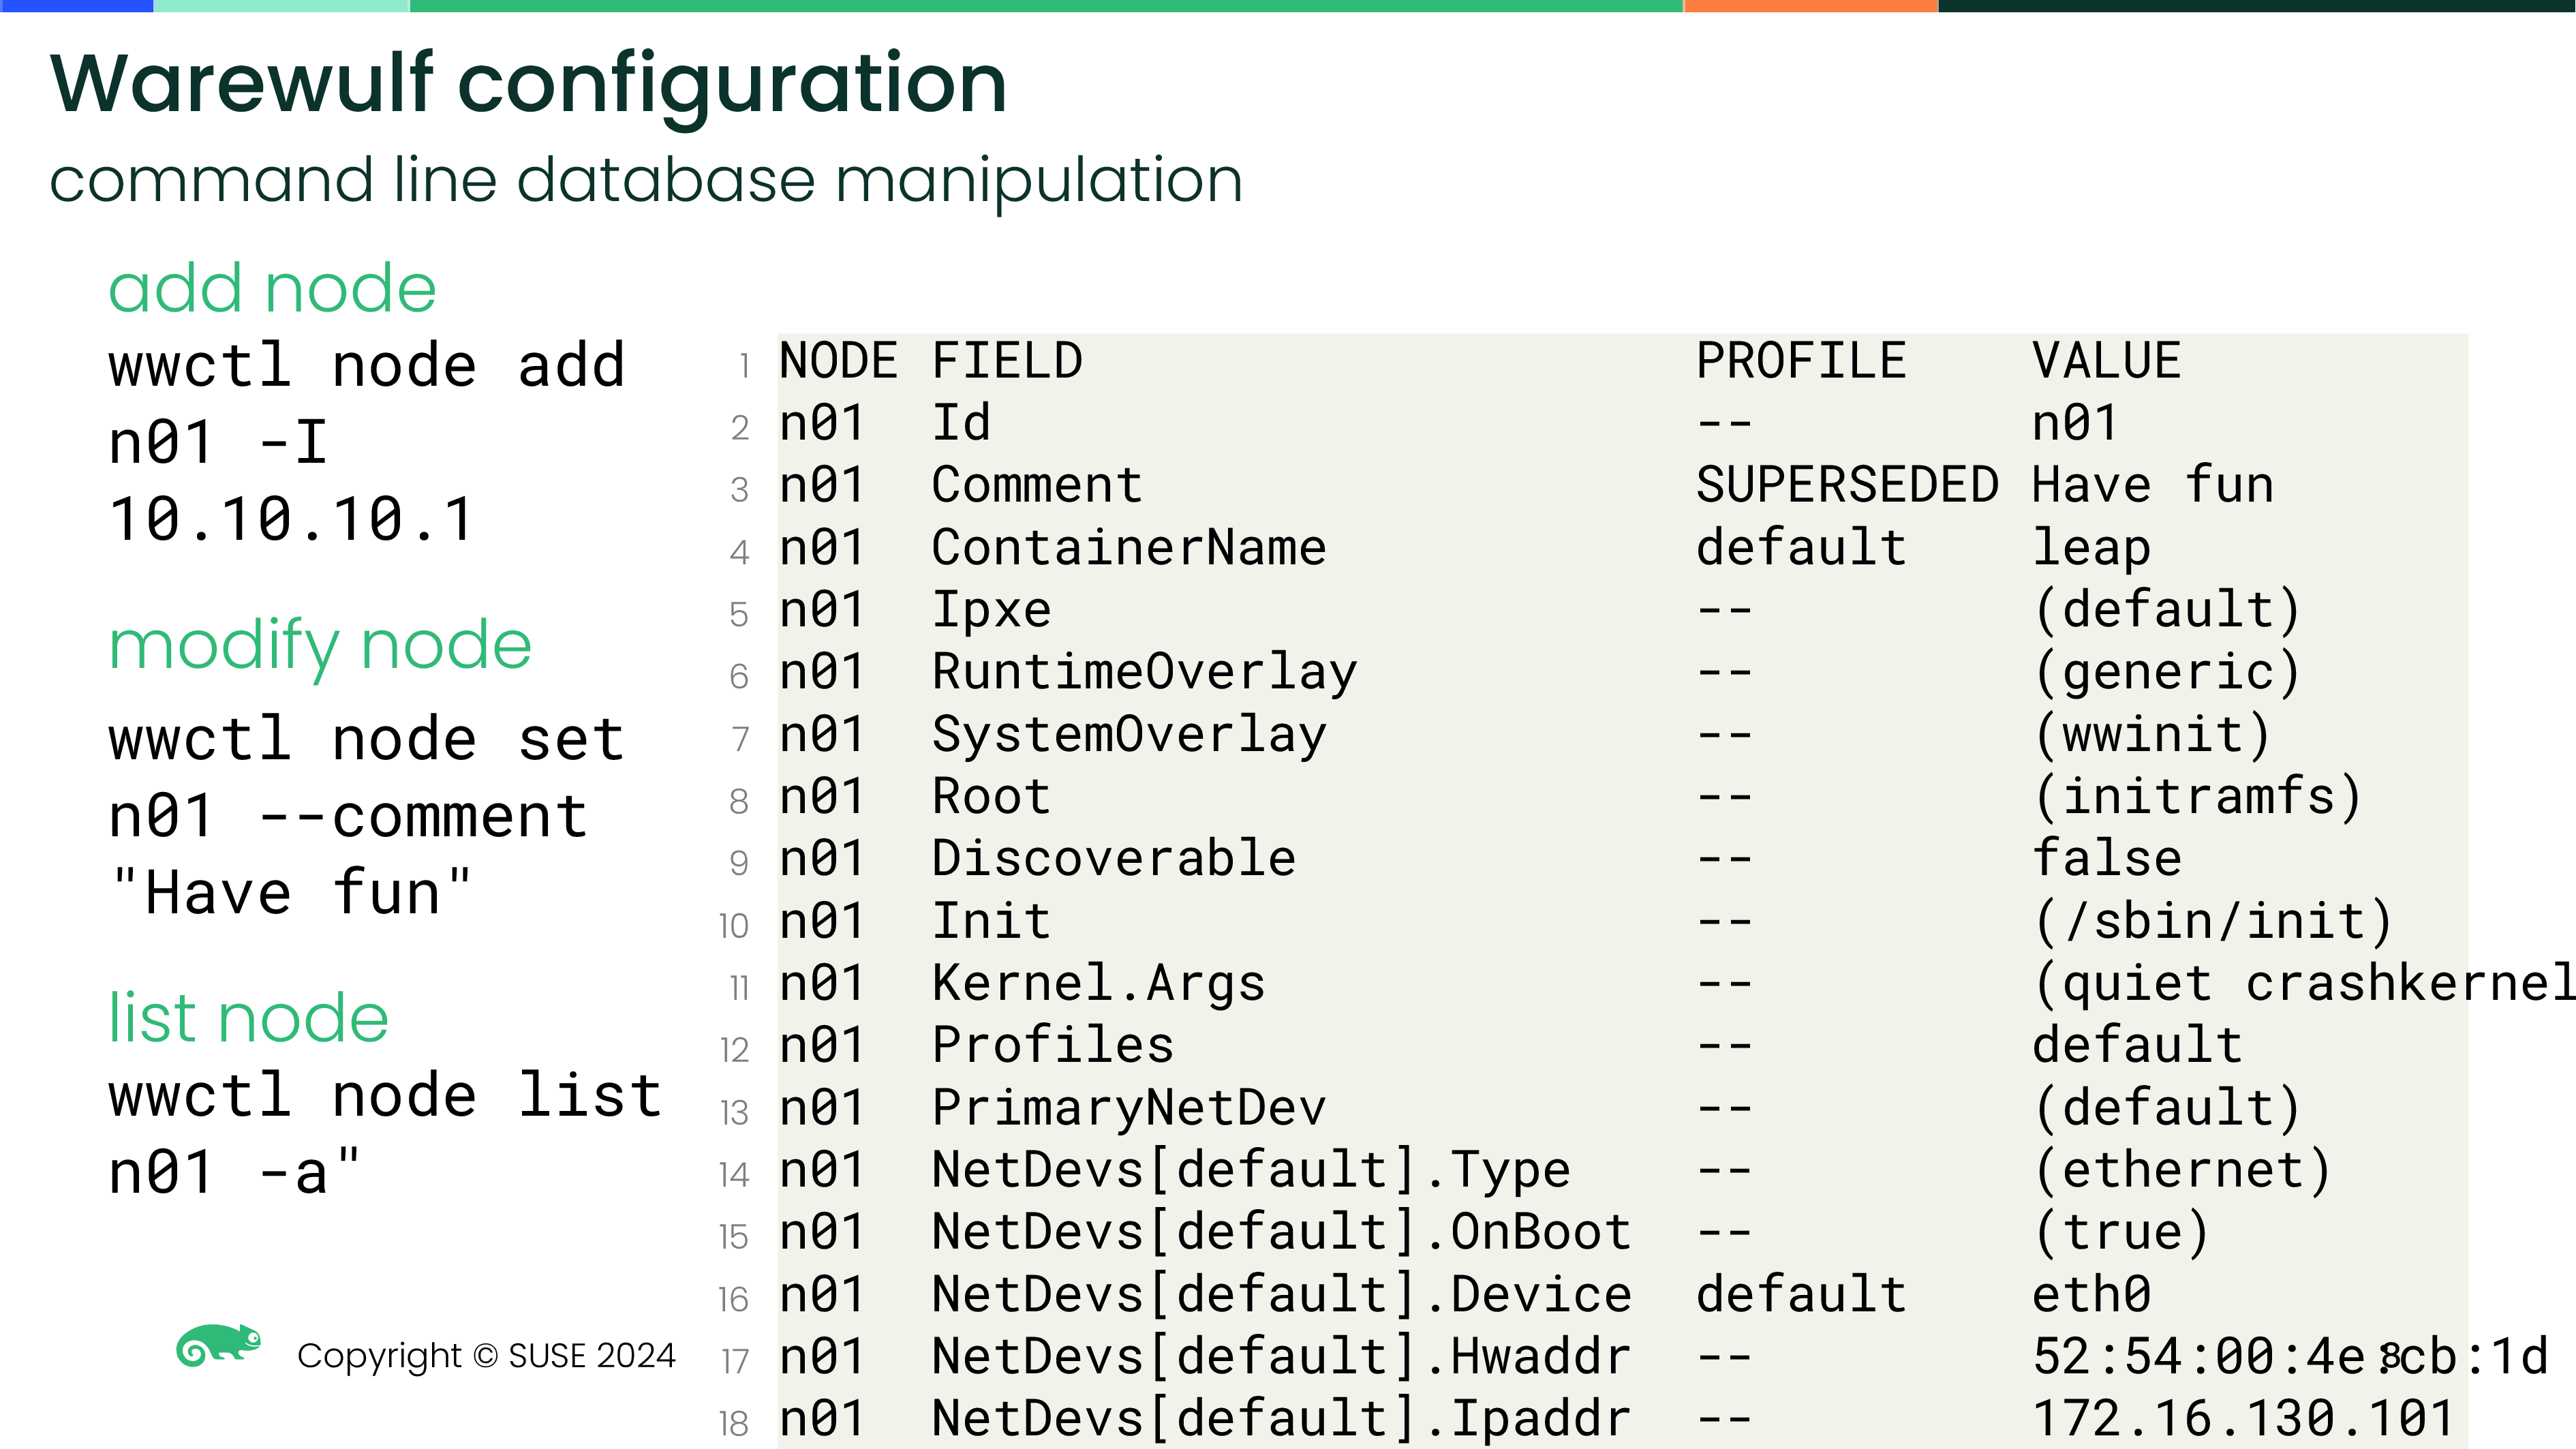 Warewulf configuration
command line database manipulation
add node
wwctl node add
n01 -I
10.10.10.1
modify node
wwctl node set
n01 --comment
"Have fun"
list node
wwctl node list
n01 -a"
1 NODE FIELD PROFILE VALUE
2 n01 Id -- n01
3 n01 Comment SUPERSEDED Have fun
4 n01 ContainerName default leap
5 n01 Ipxe -- (default)
6 n01 RuntimeOverlay -- (generic)
7 n01 SystemOverlay -- (wwinit)
8 n01 Root -- (initramfs)
9 n01 Discoverable -- false
10 n01 Init -- (/sbin/init)
11 n01 Kernel.Args -- (quiet crashkernel
12 n01 Profiles -- default
13 n01 PrimaryNetDev -- (default)
14 n01 NetDevs[default].Type -- (ethernet)
15 n01 NetDevs[default].OnBoot -- (true)
16 n01 NetDevs[default].Device default eth0
17 n01 NetDevs[default].Hwaddr -- 52:54:00:4e:cb:1d
18 n01 NetDevs[default].Ipaddr -- 172.16.130.101
Copyright © SUSE 2024
8